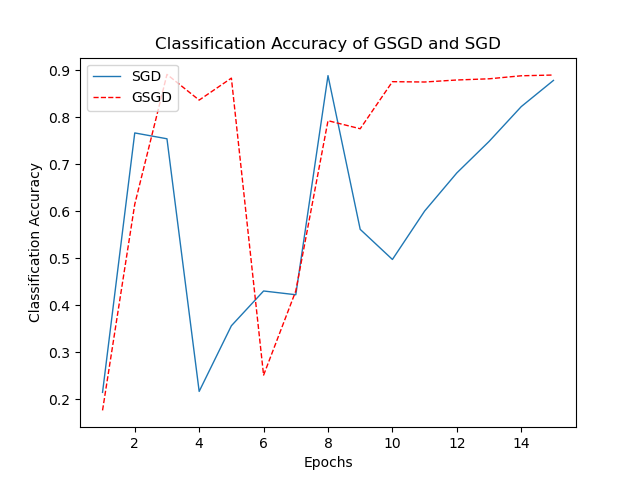 Classification Accuracy of GSGD and SGD
SGD
GSGD
Classification Accuracy
0.9
0.8
0.7
0.6
0.5
0.4
0.3
0.2
2 4 6 8 10 12 14
Epochs